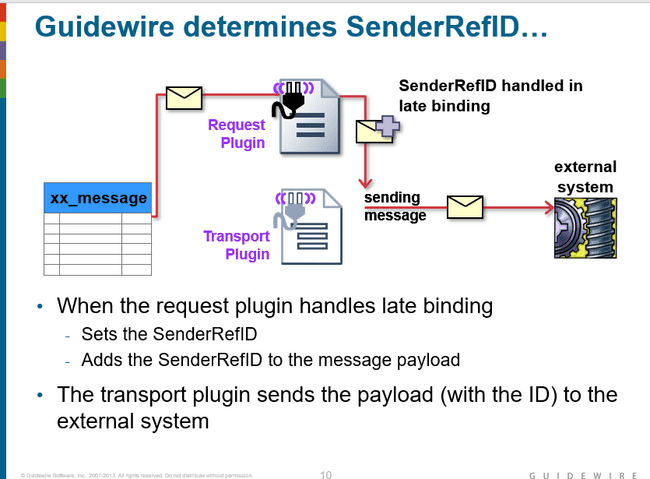 Guidewire determines SenderRefID…
SenderRefID handled in
late binding
Request
Plugin
external
system
xx_message
sending
message
Transport
Plugin
• When the request plugin handles late binding
- Sets the SenderRefID
- Adds the SenderRefID to the message payload
• The transport plugin sends the payload (with the ID) to the
external system
© Guidewire Software, Inc. 2001-2013. All rights reserved. Do not distribute without permission.
10
GUIDEWIRE